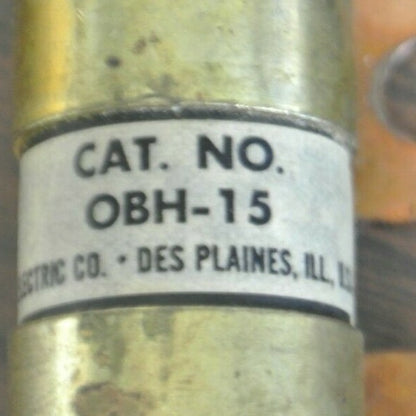 CAT. NO.
OBH-15
ECTRIC CO. • DES PLAINES, ILL.,